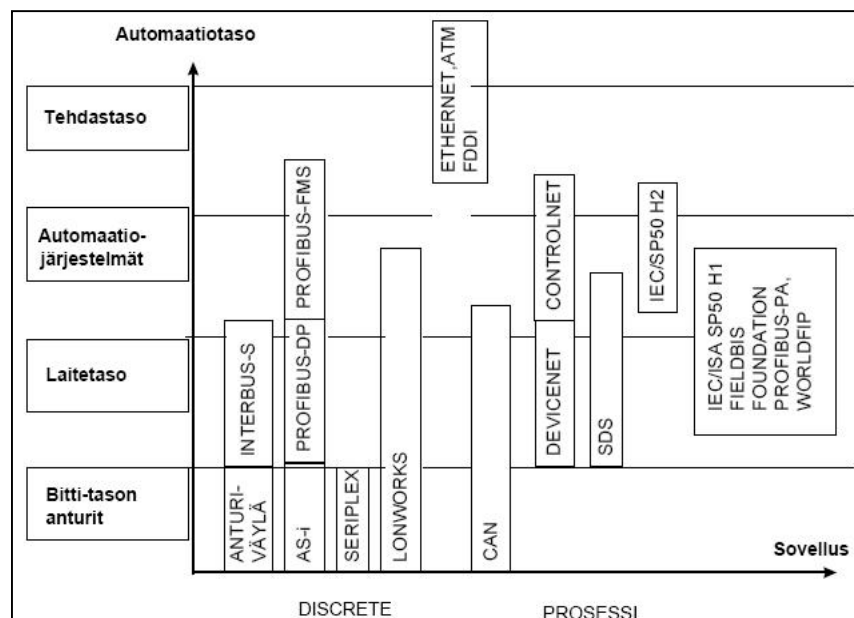 Automaatiotaso
ETHERNET,ATM
FDDI
Tehdastaso
Automaatio-
järjestelmät
PROFIBUS-FMS
CONTROLNET
IEC/SP50 H2
IEC/ISA SP50 H1
FIELDBIS
FOUNDATION
PROFIBUS-PA,
WORLDFIP
Laitetaso
INTERBUS-S
PROFIBUS-DP
LONWORKS
CAN
DEVICENET
SDS
Bitti-tason
anturit
ANTURI-
VÄYLÄ
AS-i
SERIPLEX
Sovellus
DISCRETE
PROSESSI